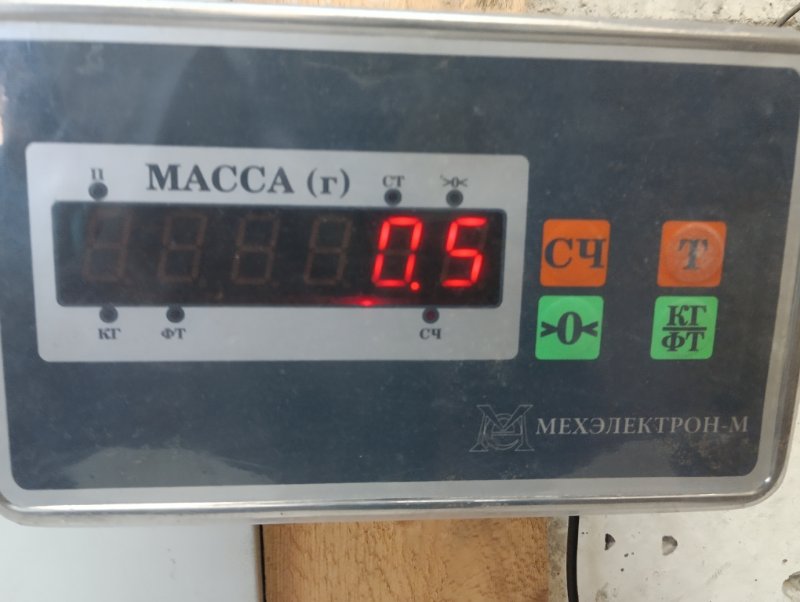 П МАССА (г) СТ >0<
0.5
КГ ФТ СЧ
СЧ Т
>0< КГ/ФТ
МЕХЭЛЕКТРОН-М